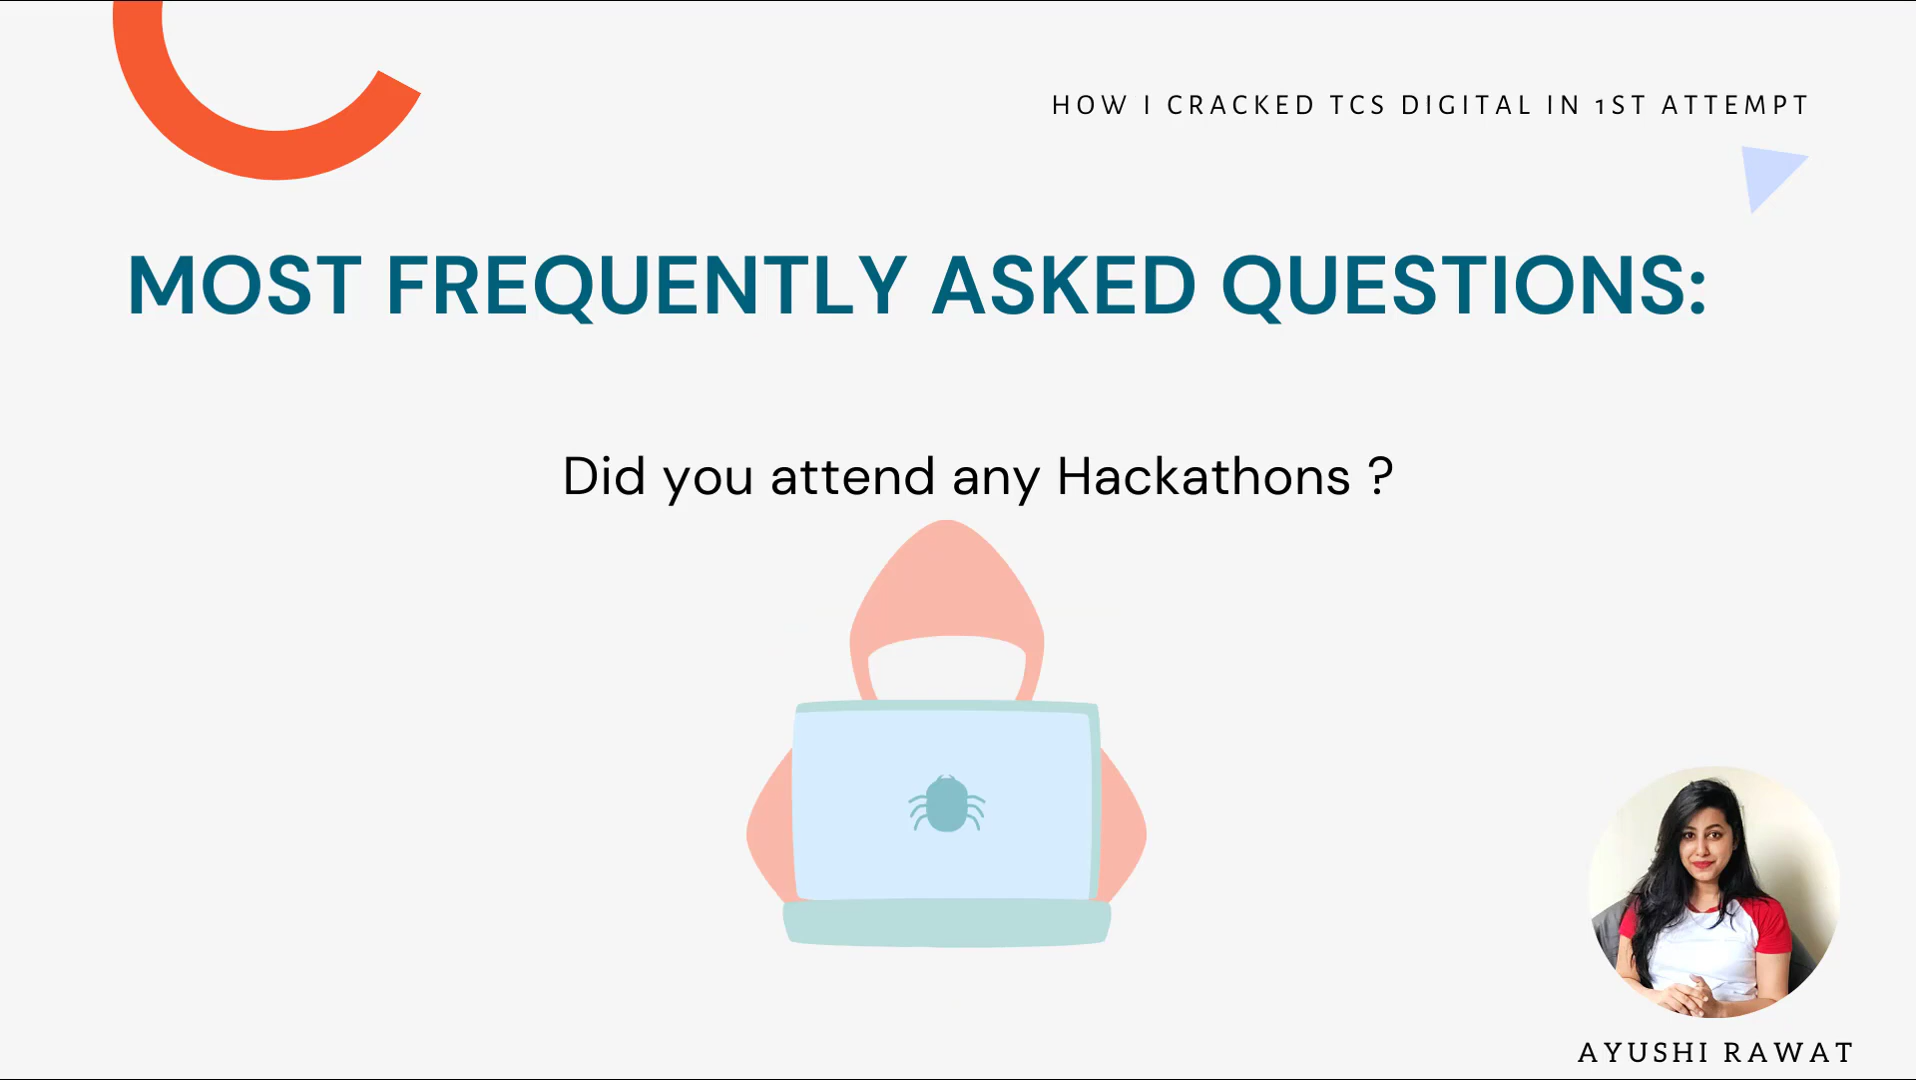 HOW I CRACKED TCS DIGITAL IN 1ST ATTEMPT
MOST FREQUENTLY ASKED QUESTIONS:
Did you attend any Hackathons ?
AYUSHI RAWAT